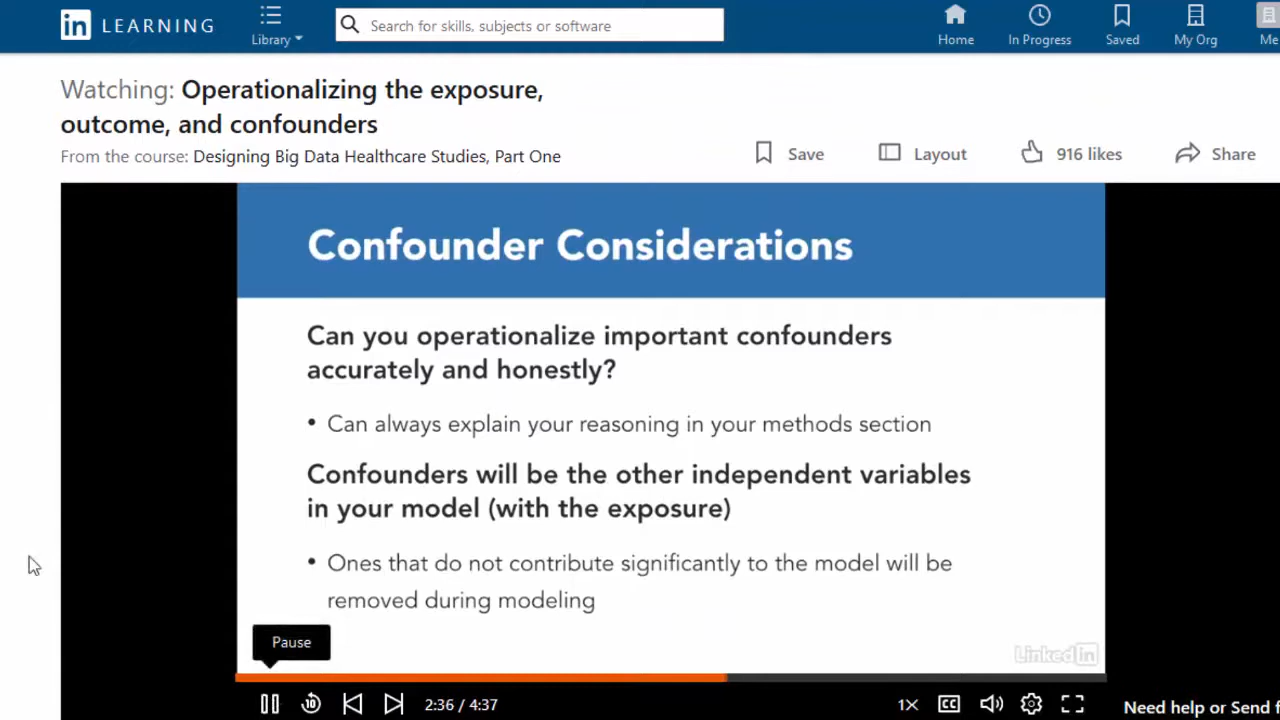 in LEARNING
Library
Search for skills, subjects or software
Home
In Progress
Saved
My Org
Me
Watching: Operationalizing the exposure,
outcome, and confounders
From the course: Designing Big Data Healthcare Studies, Part One
Save
Layout
916 likes
Share
Confounder Considerations
Can you operationalize important confounders
accurately and honestly?
• Can always explain your reasoning in your methods section
Confounders will be the other independent variables
in your model (with the exposure)
• Ones that do not contribute significantly to the model will be
removed during modeling
Pause
LinkedIn
10
2:36 / 4:37
1X
CC
Need help or Send f